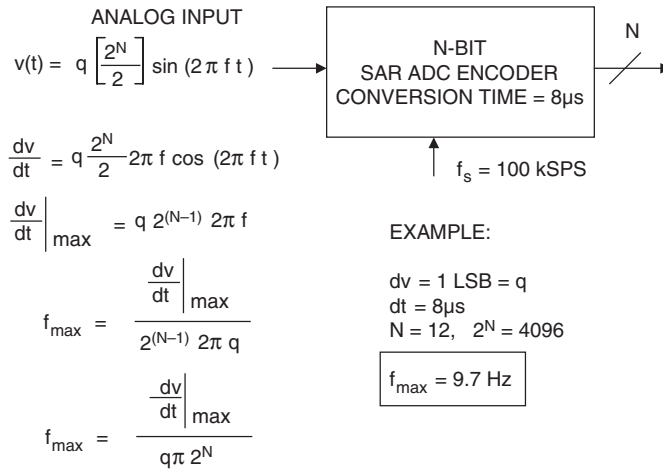 ANALOG INPUT
v(t) = q [2^N / 2] sin (2 π f t )
N-BIT
SAR ADC ENCODER
CONVERSION TIME = 8μs
N
f_s = 100 kSPS
dv/dt = q 2^N/2 2π f cos (2π f t )
dv/dt |max = q 2^(N–1) 2π f
f_max = dv/dt |max / 2^(N–1) 2π q
f_max = dv/dt |max / qπ 2^N
EXAMPLE:
dv = 1 LSB = q
dt = 8μs
N = 12, 2^N = 4096
f_max = 9.7 Hz